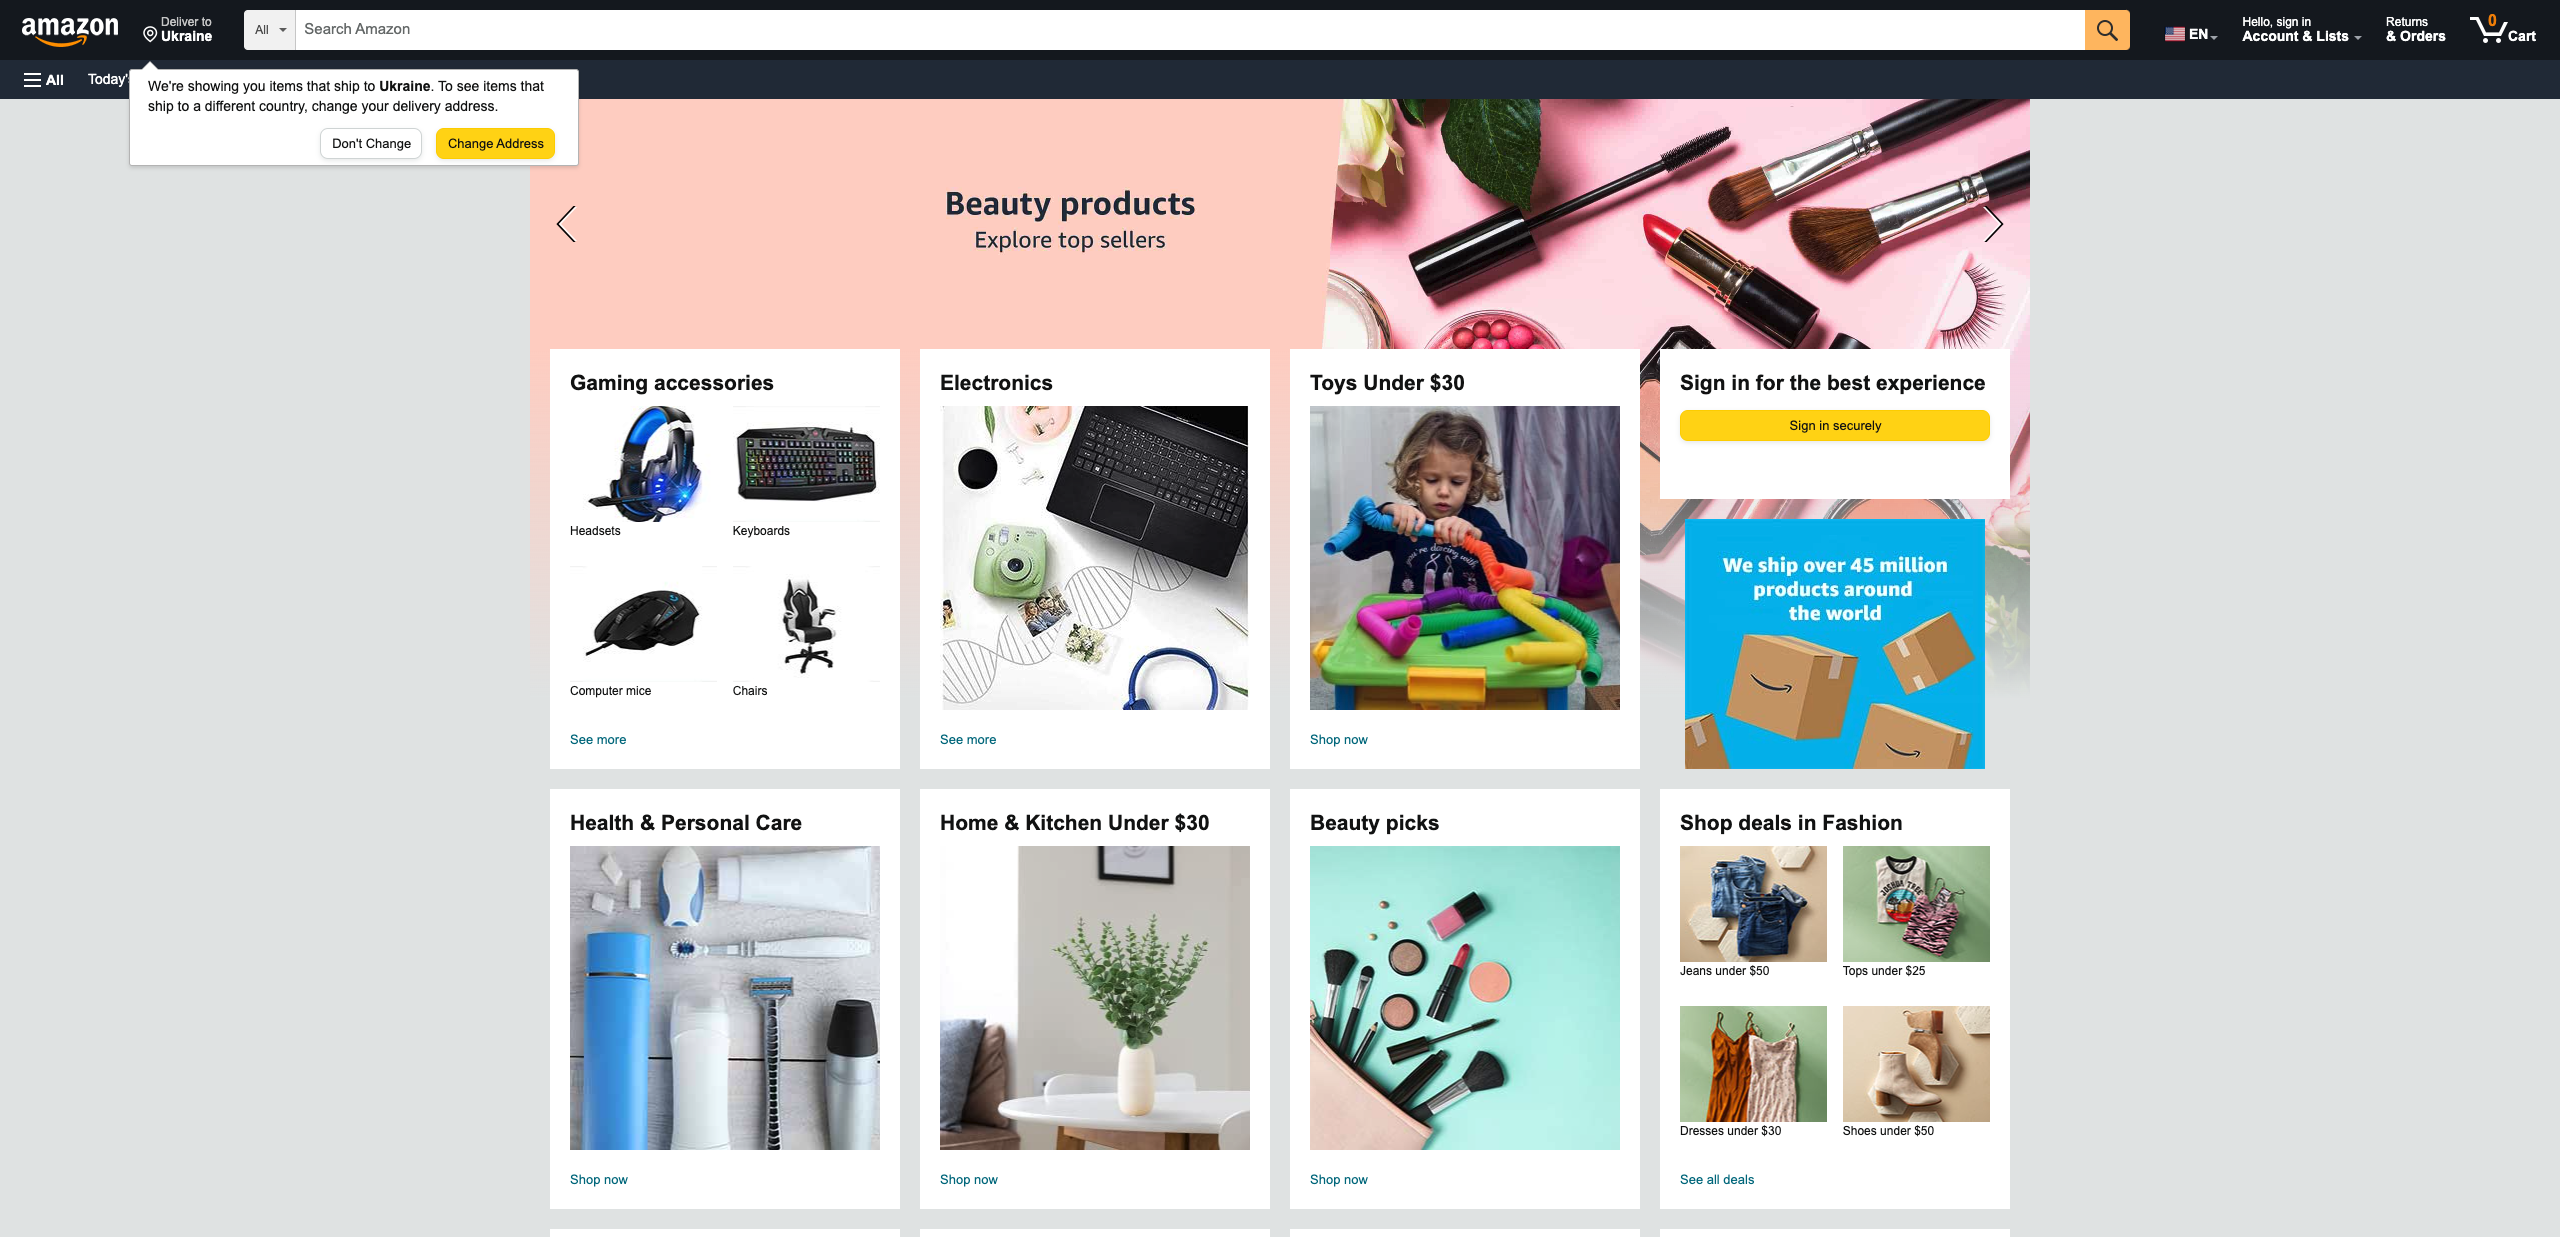 amazon
Deliver to
Ukraine
All
Search Amazon
EN
Hello, sign in
Account & Lists
Returns
& Orders
0
Cart
All
Today's
We're showing you items that ship to Ukraine. To see items that
ship to a different country, change your delivery address.
Don't Change
Change Address
Beauty products
Explore top sellers
Gaming accessories
Headsets
Keyboards
Computer mice
Chairs
See more
Electronics
See more
Toys Under $30
you're dancing with
Shop now
Sign in for the best experience
Sign in securely
We ship over 45 million
products around
the world
Health & Personal Care
Shop now
Home & Kitchen Under $30
Shop now
Beauty picks
Shop now
Shop deals in Fashion
JOSHUA TREE
Jeans under $50
Tops under $25
Dresses under $30
Shoes under $50
See all deals